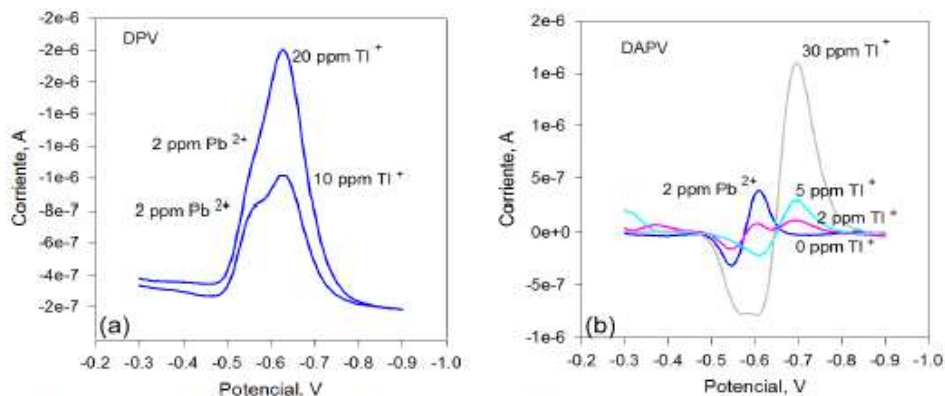 DPV
-2e-6
-2e-6
-2e-6
-1e-6
-1e-6
-1e-6
-8e-7
-6e-7
-4e-7
-2e-7
Corriente, A
20 ppm Tl +
2 ppm Pb 2+
10 ppm Tl +
2 ppm Pb 2+
(a)
-0.2 -0.3 -0.4 -0.5 -0.6 -0.7 -0.8 -0.9 -1.0
Potencial, V
DAPV
2e-6
1e-6
5e-7
0e+0
-5e-7
-1e-6
Corriente, A
30 ppm Tl +
2 ppm Pb 2+
5 ppm Tl +
2 ppm Tl +
0 ppm Tl +
(b)
-0.2 -0.3 -0.4 -0.5 -0.6 -0.7 -0.8 -0.9 -1.0
Potencial, V